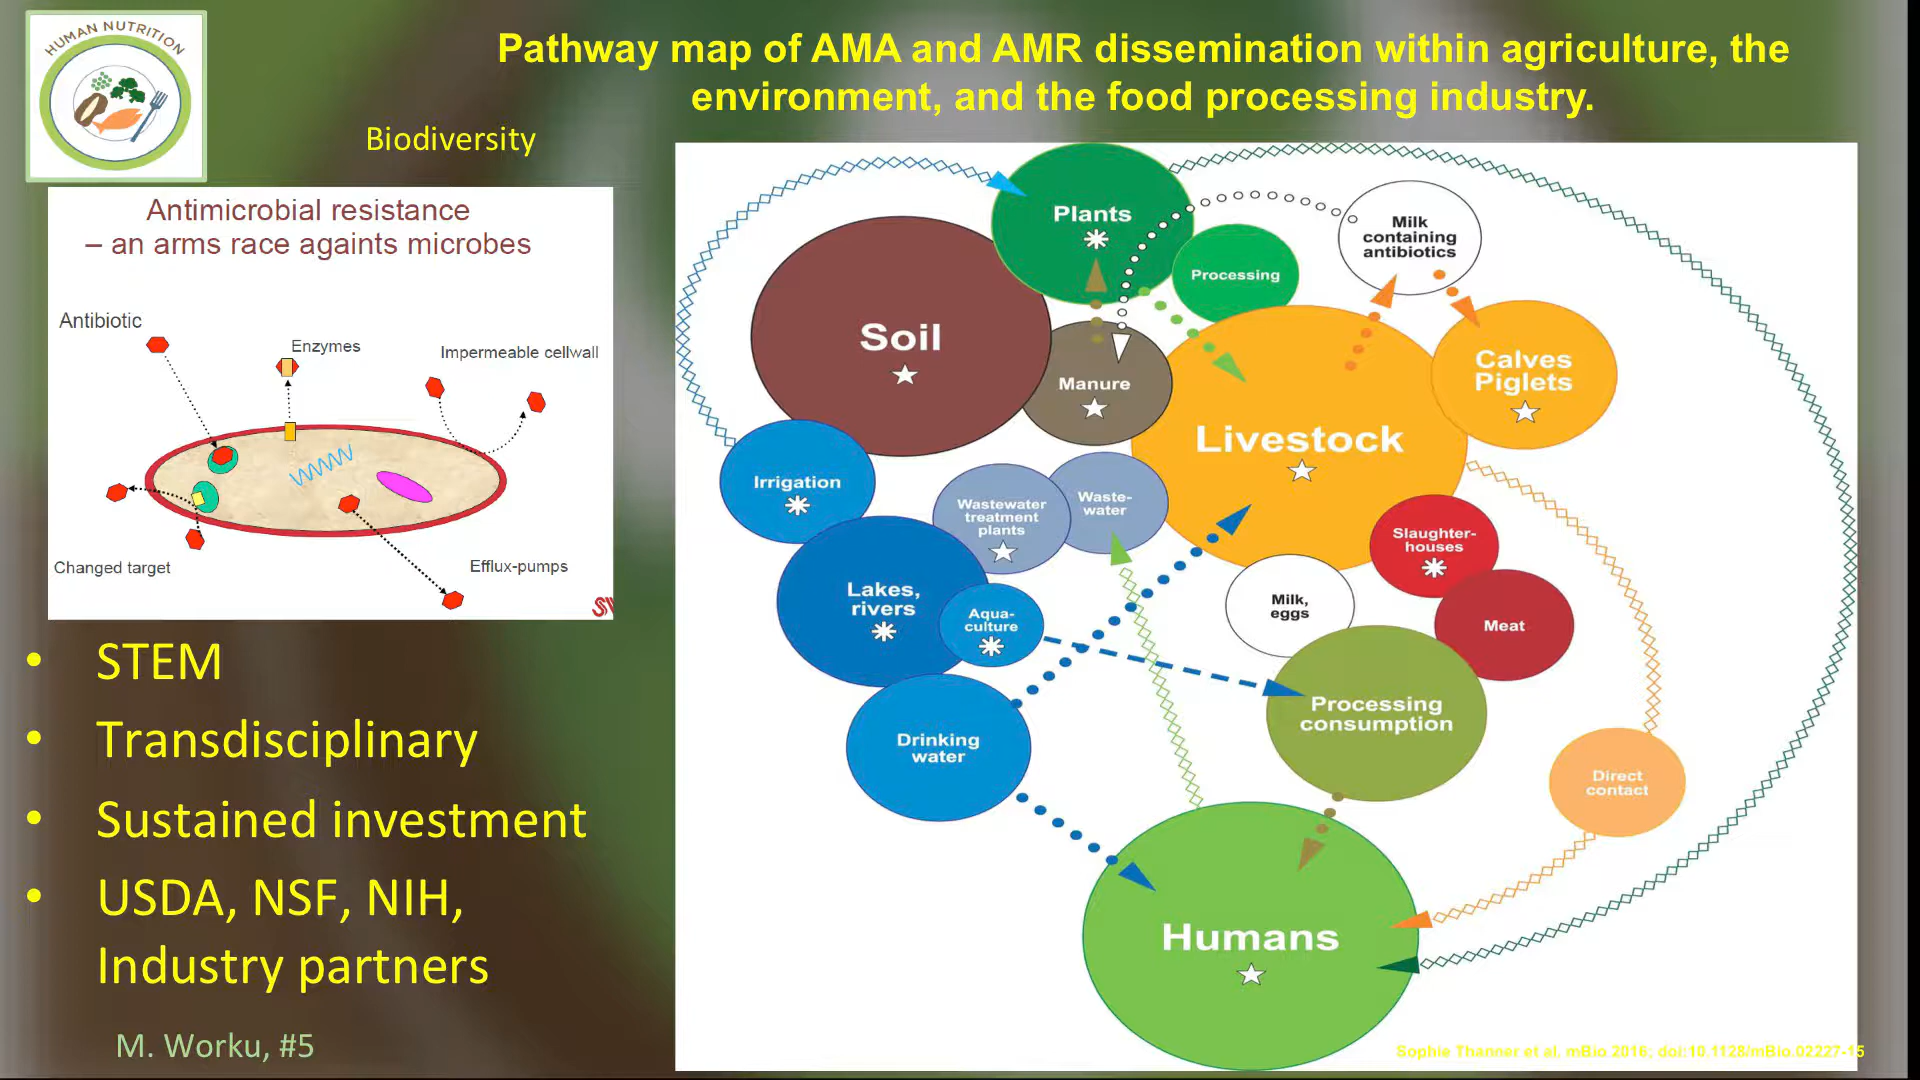 HUMAN NUTRITION
Pathway map of AMA and AMR dissemination within agriculture, the
environment, and the food processing industry.
Biodiversity
Antimicrobial resistance
– an arms race againts microbes
Antibiotic
Enzymes
Impermeable cellwall
Changed target
Efflux-pumps
• STEM
• Transdisciplinary
• Sustained investment
• USDA, NSF, NIH,
Industry partners
M. Worku, #5
Plants
Milk
containing
antibiotics
Processing
Soil
Manure
Calves
Piglets
Livestock
Irrigation
Wastewater
treatment
plants
Waste-
water
Slaughter-
houses
Lakes,
rivers
Aqua-
culture
Milk,
eggs
Meat
Processing
consumption
Drinking
water
Direct
contact
Humans
Sophie Thanner et al. mBio 2016; doi:10.1128/mBio.02227-15